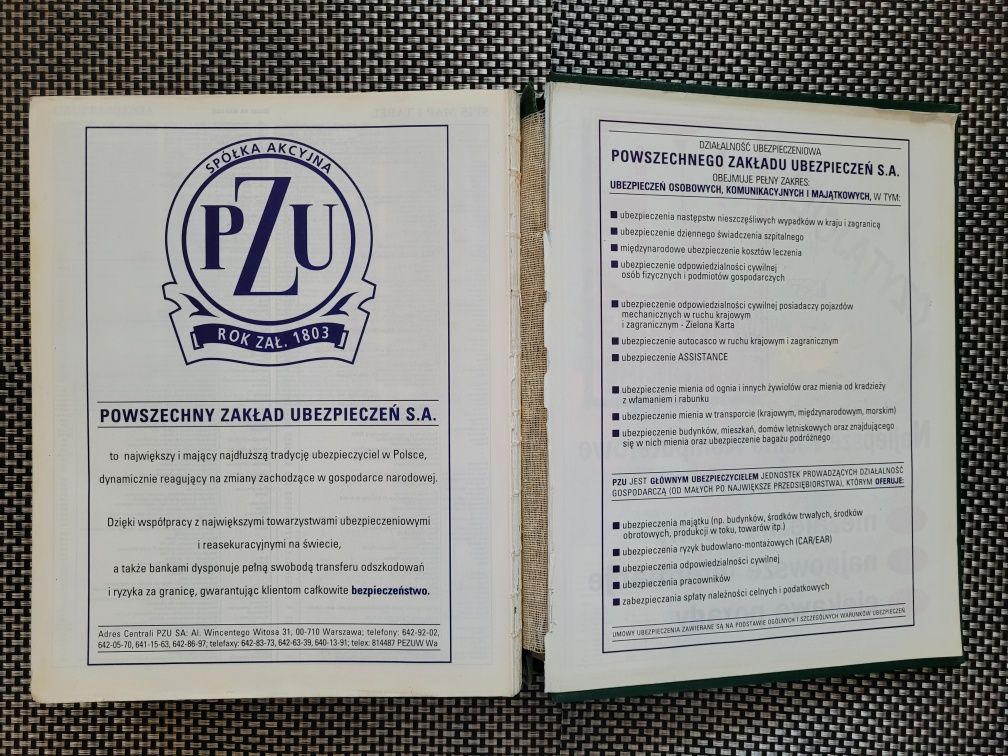 SPÓŁKA AKCYJNA
PZU
ROK ZAŁ. 1803
POWSZECHNY ZAKŁAD UBEZPIECZEŃ S.A.
to największy i mający najdłuższą tradycję ubezpieczyciel w Polsce,
dynamicznie reagujący na zmiany zachodzące w gospodarce narodowej.
Dzięki współpracy z największymi towarzystwami ubezpieczeniowymi
i reasekuracyjnymi na świecie,
a także bankami dysponuje pełną swobodą transferu odszkodowań
i ryzyka za granicę, gwarantując klientom całkowite bezpieczeństwo.
Adres Centrali PZU SA: Al. Wincentego Witosa 31, 00-710 Warszawa; telefony: 642-92-02,
642-05-70, 641-15-63, 642-86-97; telefaxy: 642-83-73, 642-63-39, 640-13-91; telex: 814487 PEZUW Wa
DZIAŁALNOŚĆ UBEZPIECZENIOWA
POWSZECHNEGO ZAKŁADU UBEZPIECZEŃ S.A.
OBEJMUJE PEŁNY ZAKRES:
UBEZPIECZEŃ OSOBOWYCH, KOMUNIKACYJNYCH I MAJĄTKOWYCH, W TYM:
■ ubezpieczenia następstw nieszczęśliwych wypadków w kraju i zagranicą
■ ubezpieczenie dziennego świadczenia szpitalnego
■ międzynarodowe ubezpieczenie kosztów leczenia
■ ubezpieczenie odpowiedzialności cywilnej
osób fizycznych i podmiotów gospodarczych
■ ubezpieczenie odpowiedzialności cywilnej posiadaczy pojazdów
mechanicznych w ruchu krajowym
i zagranicznym - Zielona Karta
■ ubezpieczenie autocasco w ruchu krajowym i zagranicznym
■ ubezpieczenie ASSISTANCE
■ ubezpieczenie mienia od ognia i innych żywiołów oraz mienia od kradzieży
z włamaniem i rabunku
■ ubezpieczenie mienia w transporcie (krajowym, międzynarodowym, morskim)
■ ubezpieczenie budynków, mieszkań, domów letniskowych oraz znajdującego
się w nich mienia oraz ubezpieczenie bagażu podróżnego
PZU JEST GŁÓWNYM UBEZPIECZYCIELEM JEDNOSTEK PROWADZĄCYCH DZIAŁALNOŚĆ
GOSPODARCZĄ (OD MAŁYCH PO NAJWIĘKSZE PRZEDSIĘBIORSTWA), KTÓRYM OFERUJE:
■ ubezpieczenia majątku (np. budynków, środków trwałych, środków
obrotowych, produkcji w toku, towarów itp.)
■ ubezpieczenia ryzyk budowlano-montażowych (CAR/EAR)
■ ubezpieczenia odpowiedzialności cywilnej
■ ubezpieczenia pracowników
■ zabezpieczania spłaty należności celnych i podatkowych
UMOWY UBEZPIECZENIA ZAWIERANE SĄ NA PODSTAWIE OGÓLNYCH I SZCZEGÓLNYCH WARUNKÓW UBEZPIECZEŃ